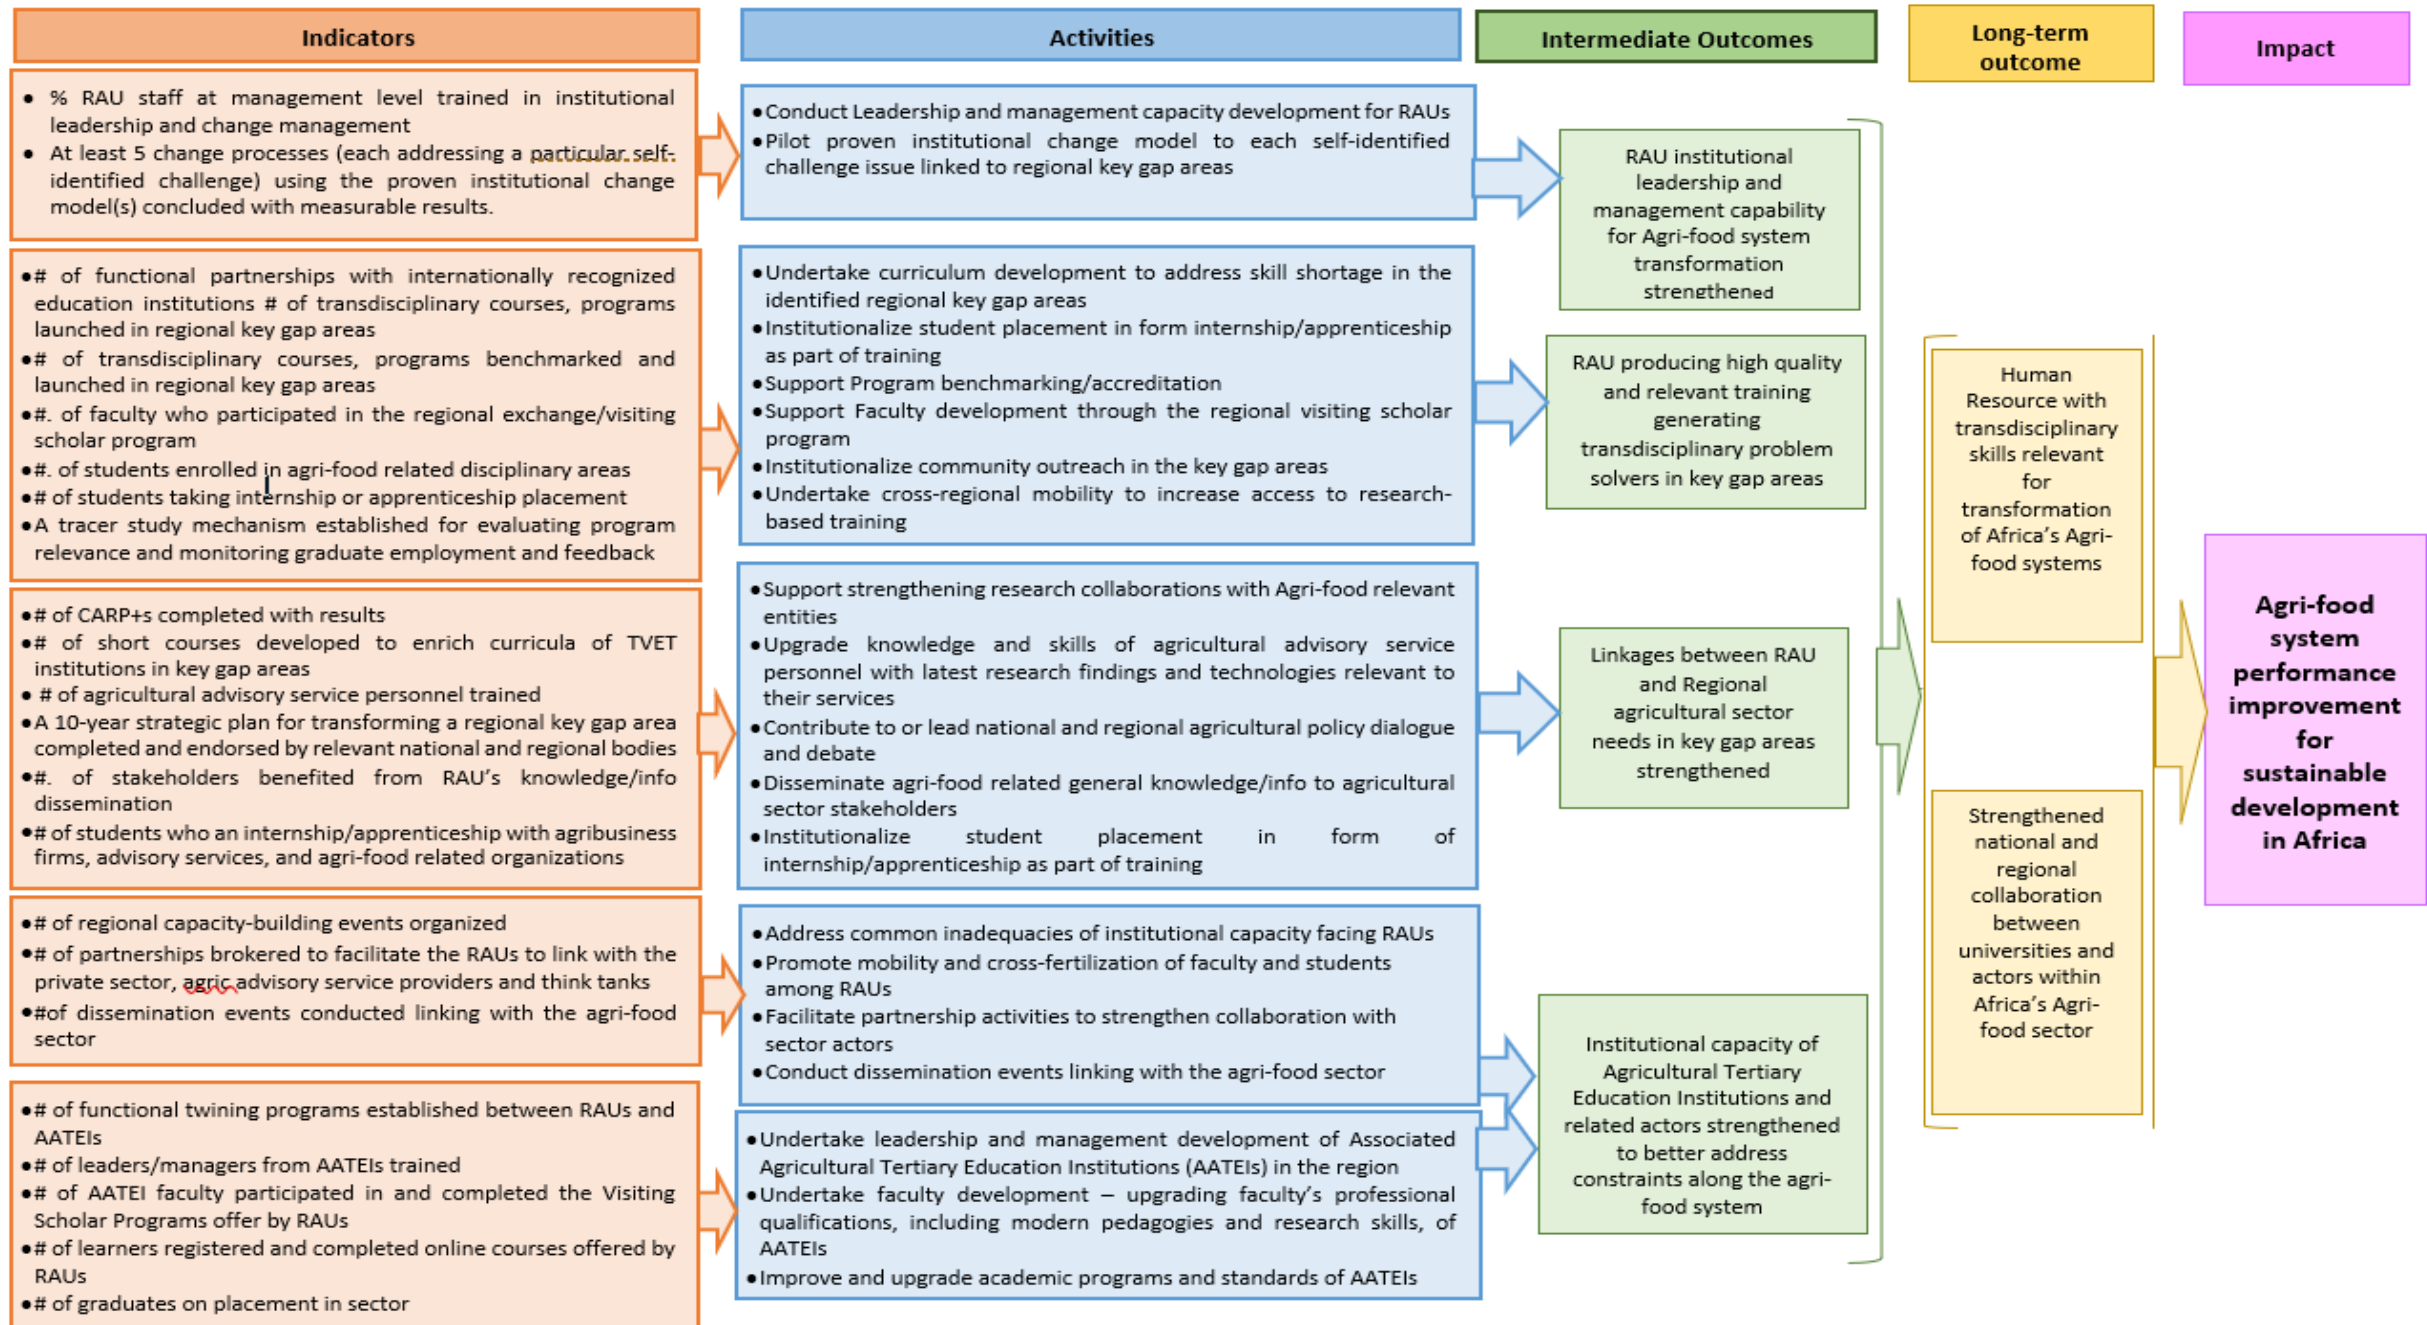 Indicators
Activities
Intermediate Outcomes
Long-term
outcome
Impact
• % RAU staff at management level trained in institutional
leadership and change management
• At least 5 change processes (each addressing a particular self-
identified challenge) using the proven institutional change
model(s) concluded with measurable results.
•# of functional partnerships with internationally recognized
education institutions # of transdisciplinary courses, programs
launched in regional key gap areas
•# of transdisciplinary courses, programs benchmarked and
launched in regional key gap areas
•#. of faculty who participated in the regional exchange/visiting
scholar program
•#. of students enrolled in agri-food related disciplinary areas
•# of students taking internship or apprenticeship placement
•A tracer study mechanism established for evaluating program
relevance and monitoring graduate employment and feedback
•# of CARP+s completed with results
•# of short courses developed to enrich curricula of TVET
institutions in key gap areas
• # of agricultural advisory service personnel trained
•A 10-year strategic plan for transforming a regional key gap area
completed and endorsed by relevant national and regional bodies
•#. of stakeholders benefited from RAU's knowledge/info
dissemination
•# of students who an internship/apprenticeship with agribusiness
firms, advisory services, and agri-food related organizations
•# of regional capacity-building events organized
•# of partnerships brokered to facilitate the RAUs to link with the
private sector, agric advisory service providers and think tanks
•#of dissemination events conducted linking with the agri-food
sector
•# of functional twining programs established between RAUs and
AATEIs
•# of leaders/managers from AATEIs trained
•# of AATEI faculty participated in and completed the Visiting
Scholar Programs offer by RAUs
•# of learners registered and completed online courses offered by
RAUs
•# of graduates on placement in sector
•Conduct Leadership and management capacity development for RAUs
•Pilot proven institutional change model to each self-identified
challenge issue linked to regional key gap areas
•Undertake curriculum development to address skill shortage in the
identified regional key gap areas
•Institutionalize student placement in form internship/apprenticeship
as part of training
•Support Program benchmarking/accreditation
•Support Faculty development through the regional visiting scholar
program
•Institutionalize community outreach in the key gap areas
•Undertake cross-regional mobility to increase access to research-
based training
•Support strengthening research collaborations with Agri-food relevant
entities
•Upgrade knowledge and skills of agricultural advisory service
personnel with latest research findings and technologies relevant to
their services
•Contribute to or lead national and regional agricultural policy dialogue
and debate
•Disseminate agri-food related general knowledge/info to agricultural
sector stakeholders
•Institutionalize student placement in form of
internship/apprenticeship as part of training
•Address common inadequacies of institutional capacity facing RAUs
•Promote mobility and cross-fertilization of faculty and students
among RAUs
•Facilitate partnership activities to strengthen collaboration with
sector actors
•Conduct dissemination events linking with the agri-food sector
•Undertake leadership and management development of Associated
Agricultural Tertiary Education Institutions (AATEIs) in the region
•Undertake faculty development – upgrading faculty's professional
qualifications, including modern pedagogies and research skills, of
AATEIs
•Improve and upgrade academic programs and standards of AATEIs
RAU institutional
leadership and
management capability
for Agri-food system
transformation
strengthened
RAU producing high quality
and relevant training
generating
transdisciplinary problem
solvers in key gap areas
Linkages between RAU
and Regional
agricultural sector
needs in key gap areas
strengthened
Institutional capacity of
Agricultural Tertiary
Education Institutions and
related actors strengthened
to better address
constraints along the agri-
food system
Human
Resource with
transdisciplinary
skills relevant
for
transformation
of Africa's Agri-
food systems
Strengthened
national and
regional
collaboration
between
universities and
actors within
Africa's Agri-
food sector
Agri-food
system
performance
improvement
for
sustainable
development
in Africa